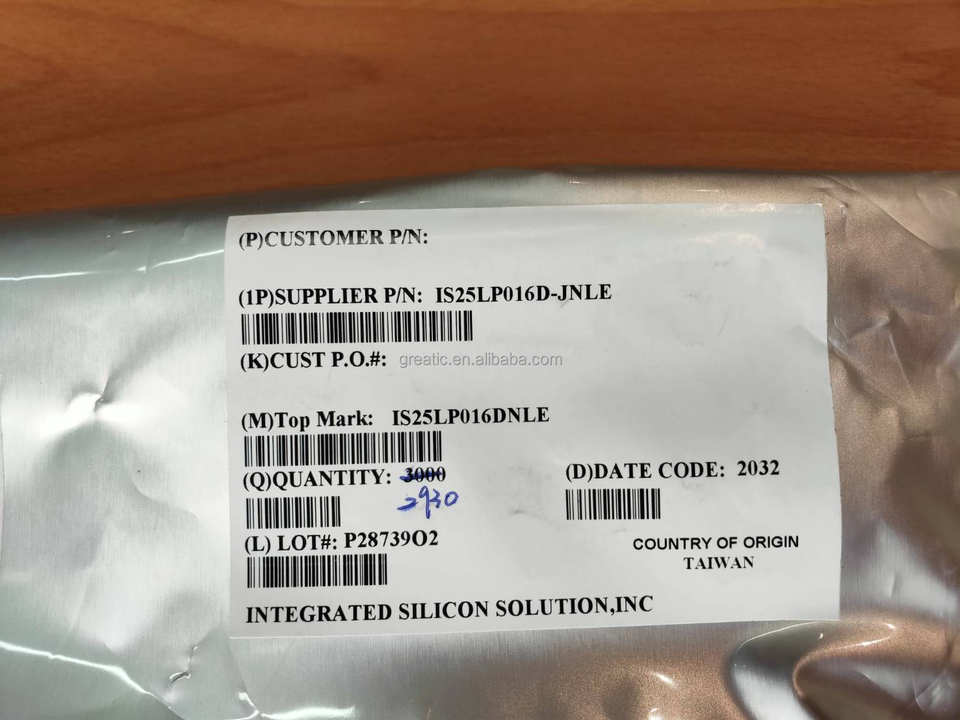 (P)CUSTOMER P/N:
(1P)SUPPLIER P/N: IS25LP016D-JNLE
(K)CUST P.O.#: greatic.en.alibaba.com
(M)Top Mark: IS25LP016DNLE
(Q)QUANTITY: 3000 (D)DATE CODE: 2032
2930
(L) LOT#: P28739O2
COUNTRY OF ORIGIN
TAIWAN
INTEGRATED SILICON SOLUTION,INC